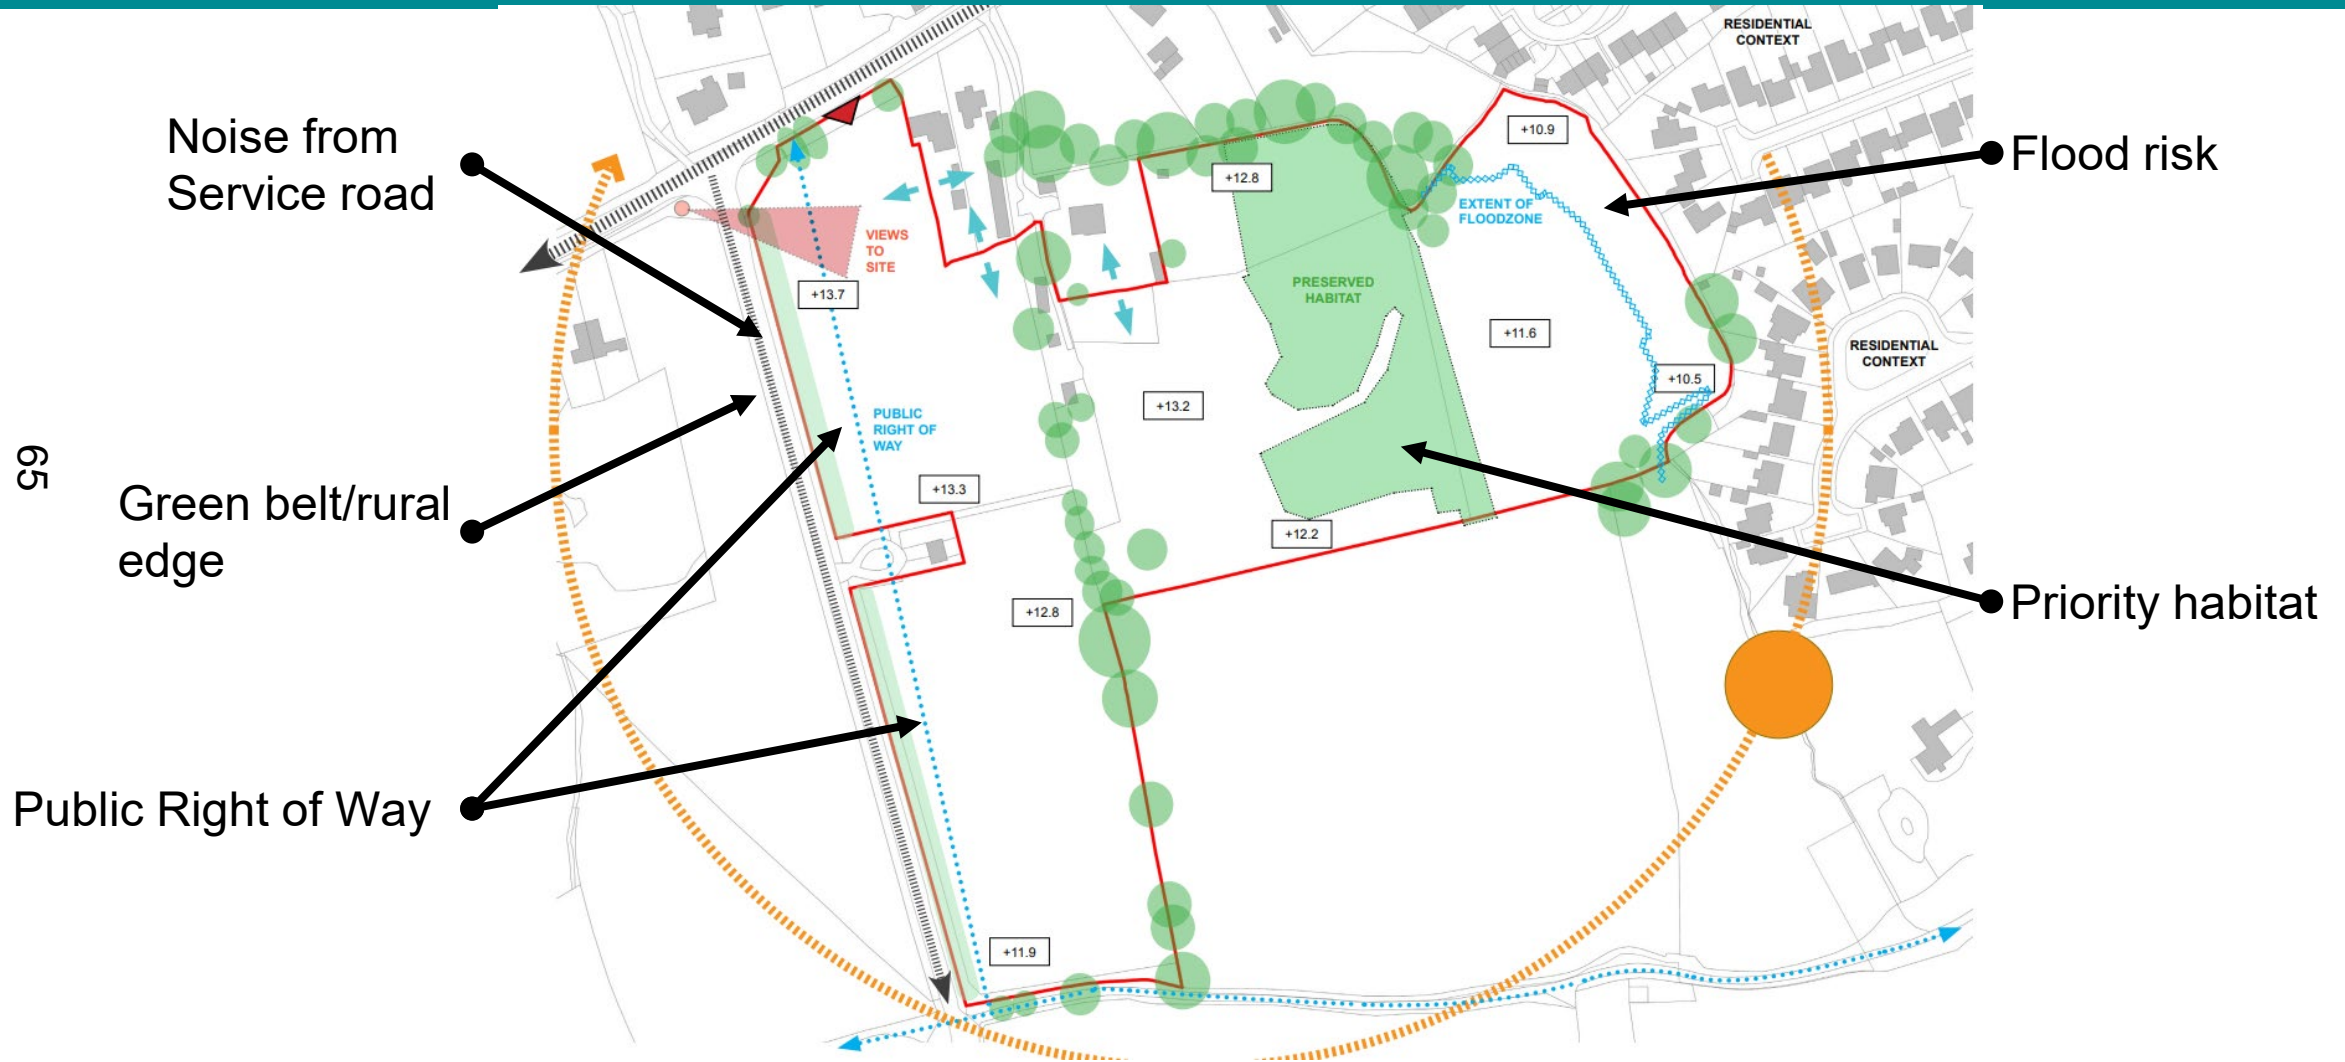 RESIDENTIAL
CONTEXT
Noise from
Service road
+10.9
Flood risk
+12.8
EXTENT OF
FLOODZONE
VIEWS
TO
SITE
+13.7
PRESERVED
HABITAT
+11.6
RESIDENTIAL
CONTEXT
+10.5
+13.2
PUBLIC
RIGHT OF
WAY
65
+13.3
Green belt/rural
edge
+12.2
+12.8
Priority habitat
Public Right of Way
+11.9